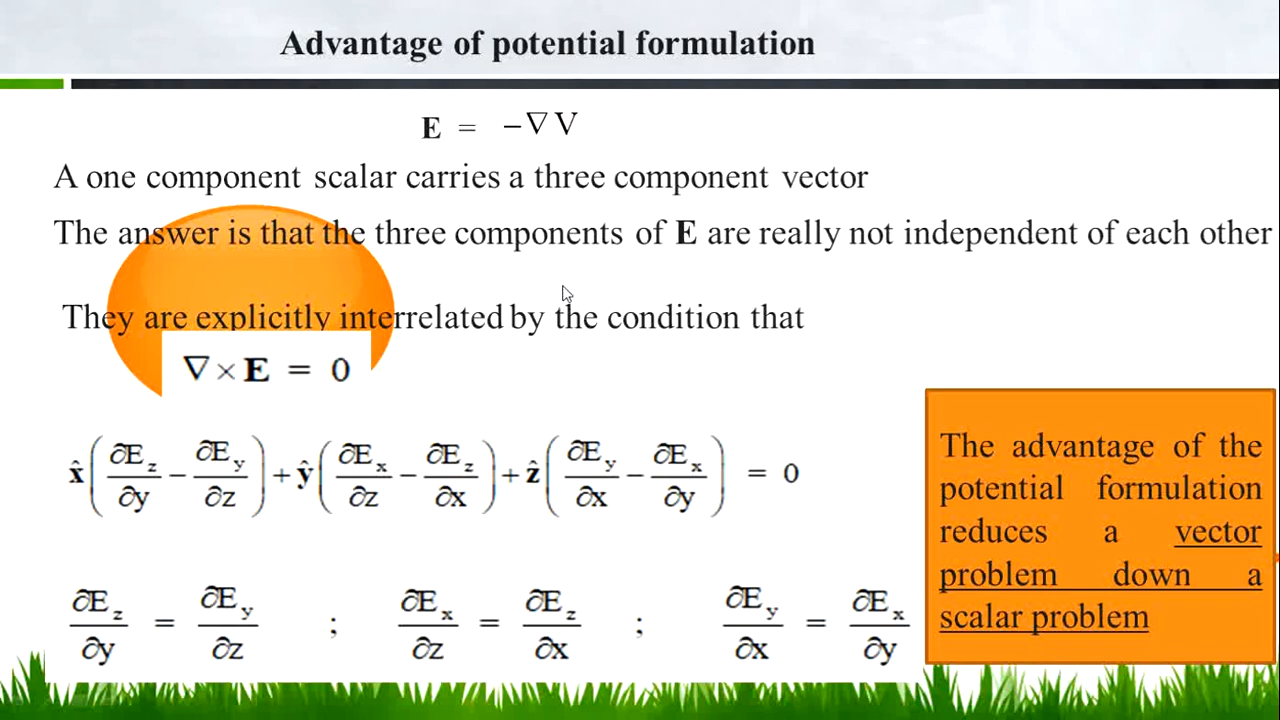 Advantage of potential formulation
E = −∇V
A one component scalar carries a three component vector
The answer is that the three components of E are really not independent of each other
They are explicitly interrelated by the condition that
∇×E = 0
x̂(∂E_z/∂y − ∂E_y/∂z) + ŷ(∂E_x/∂z − ∂E_z/∂x) + ẑ(∂E_y/∂x − ∂E_x/∂y) = 0
∂E_z/∂y = ∂E_y/∂z ; ∂E_x/∂z = ∂E_z/∂x ; ∂E_y/∂x = ∂E_x/∂y
The advantage of the
potential formulation
reduces a vector
problem down a
scalar problem